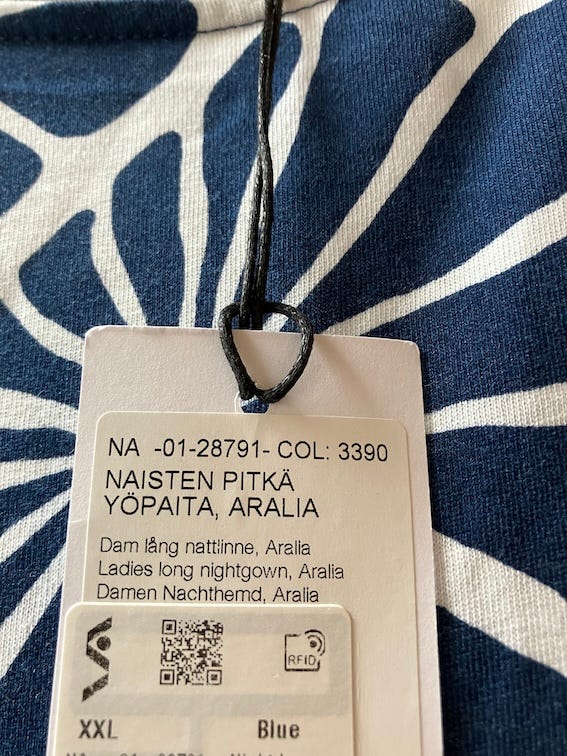 NA -01-28791- COL: 3390
NAISTEN PITKÄ
YÖPAITA, ARALIA
Dam lång nattlinne, Aralia
Ladies long nightgown, Aralia
Damen Nachthemd, Aralia
RFID
XXL Blue